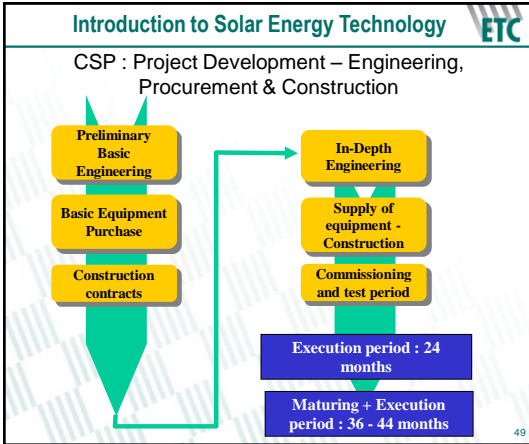 Introduction to Solar Energy Technology
ETC
CSP : Project Development – Engineering,
Procurement & Construction
Preliminary
Basic
Engineering
Basic Equipment
Purchase
Construction
contracts
In-Depth
Engineering
Supply of
equipment -
Construction
Commissioning
and test period
Execution period : 24
months
Maturing + Execution
period : 36 - 44 months
49